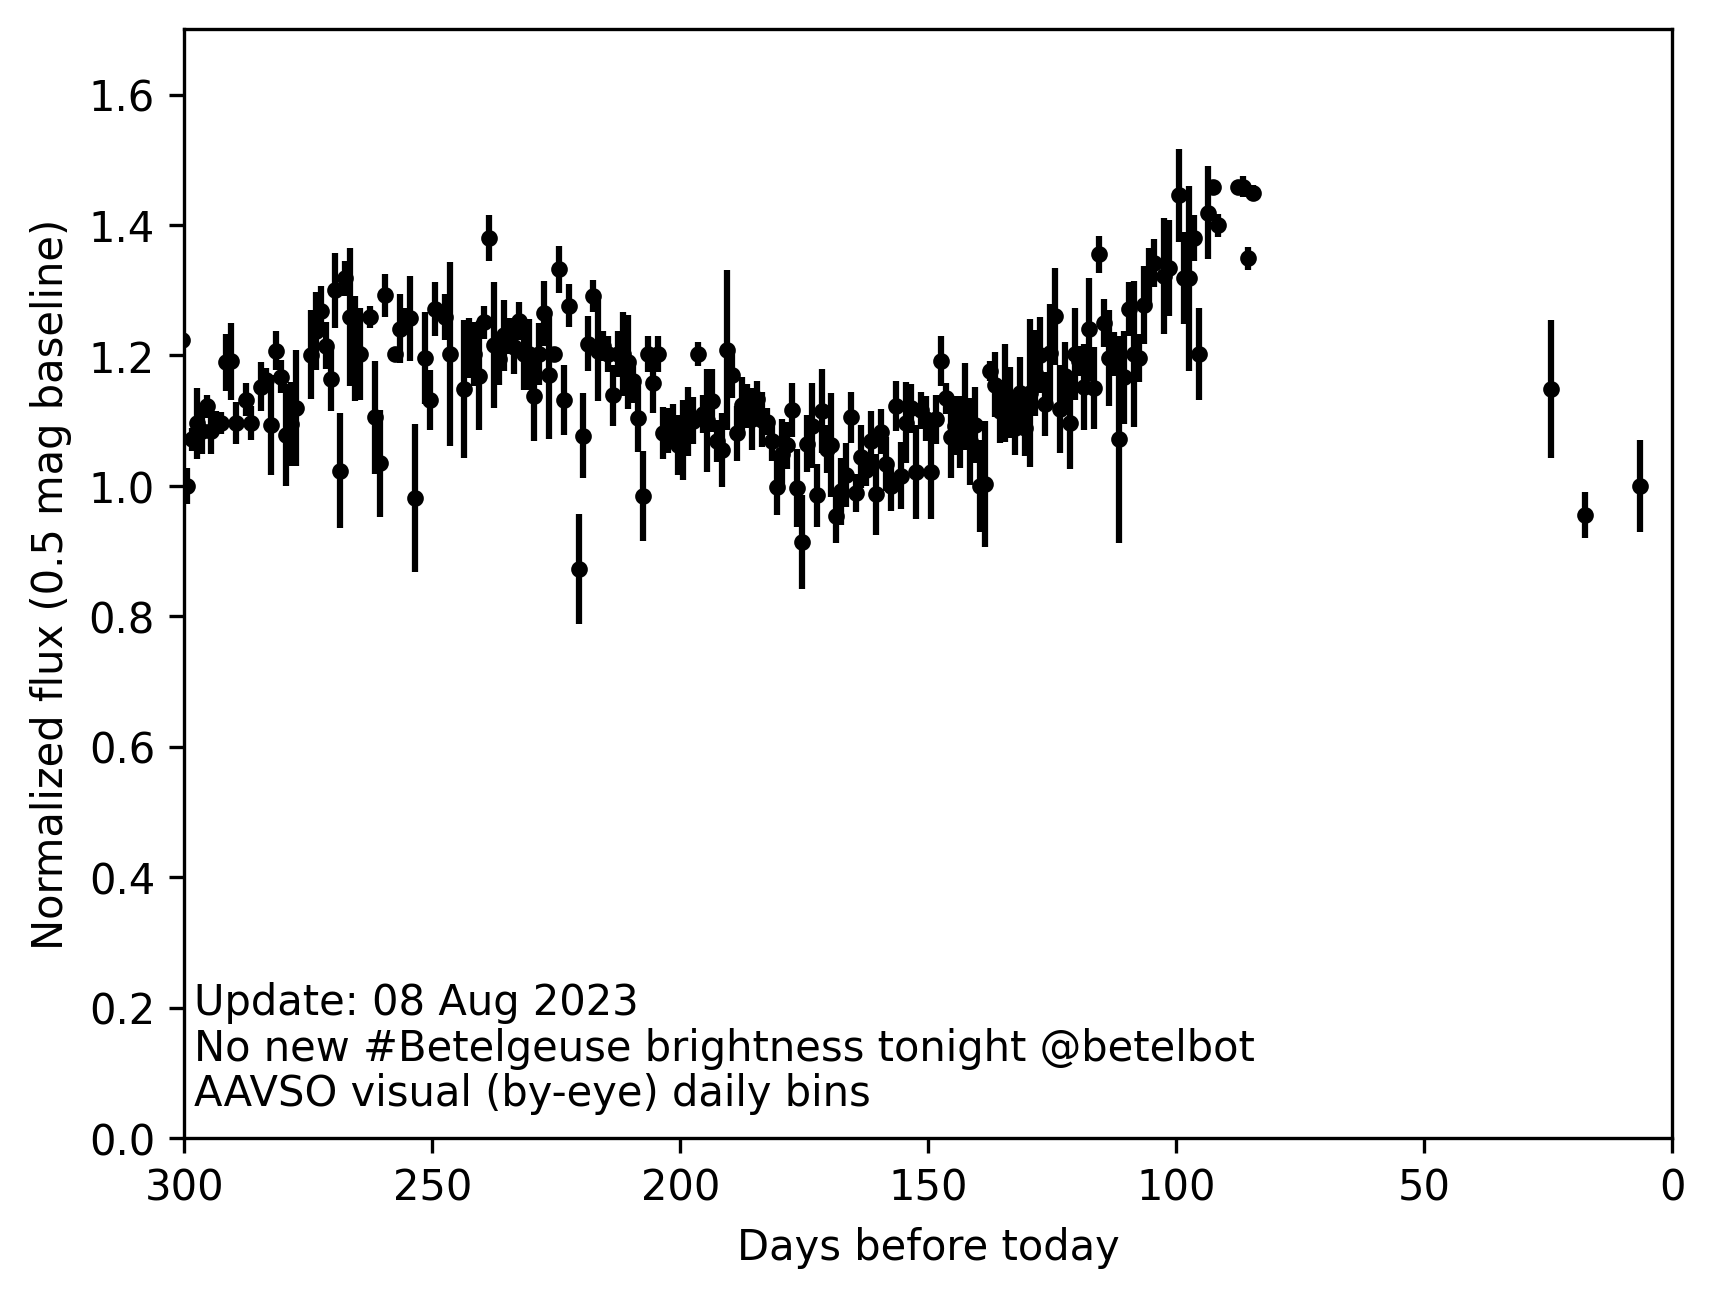 1.6
1.4
1.2
1.0
0.8
0.6
0.4
0.2
0.0
Normalized flux (0.5 mag baseline)
Update: 08 Aug 2023
No new #Betelgeuse brightness tonight @betelbot
AAVSO visual (by-eye) daily bins
300 250 200 150 100 50 0
Days before today